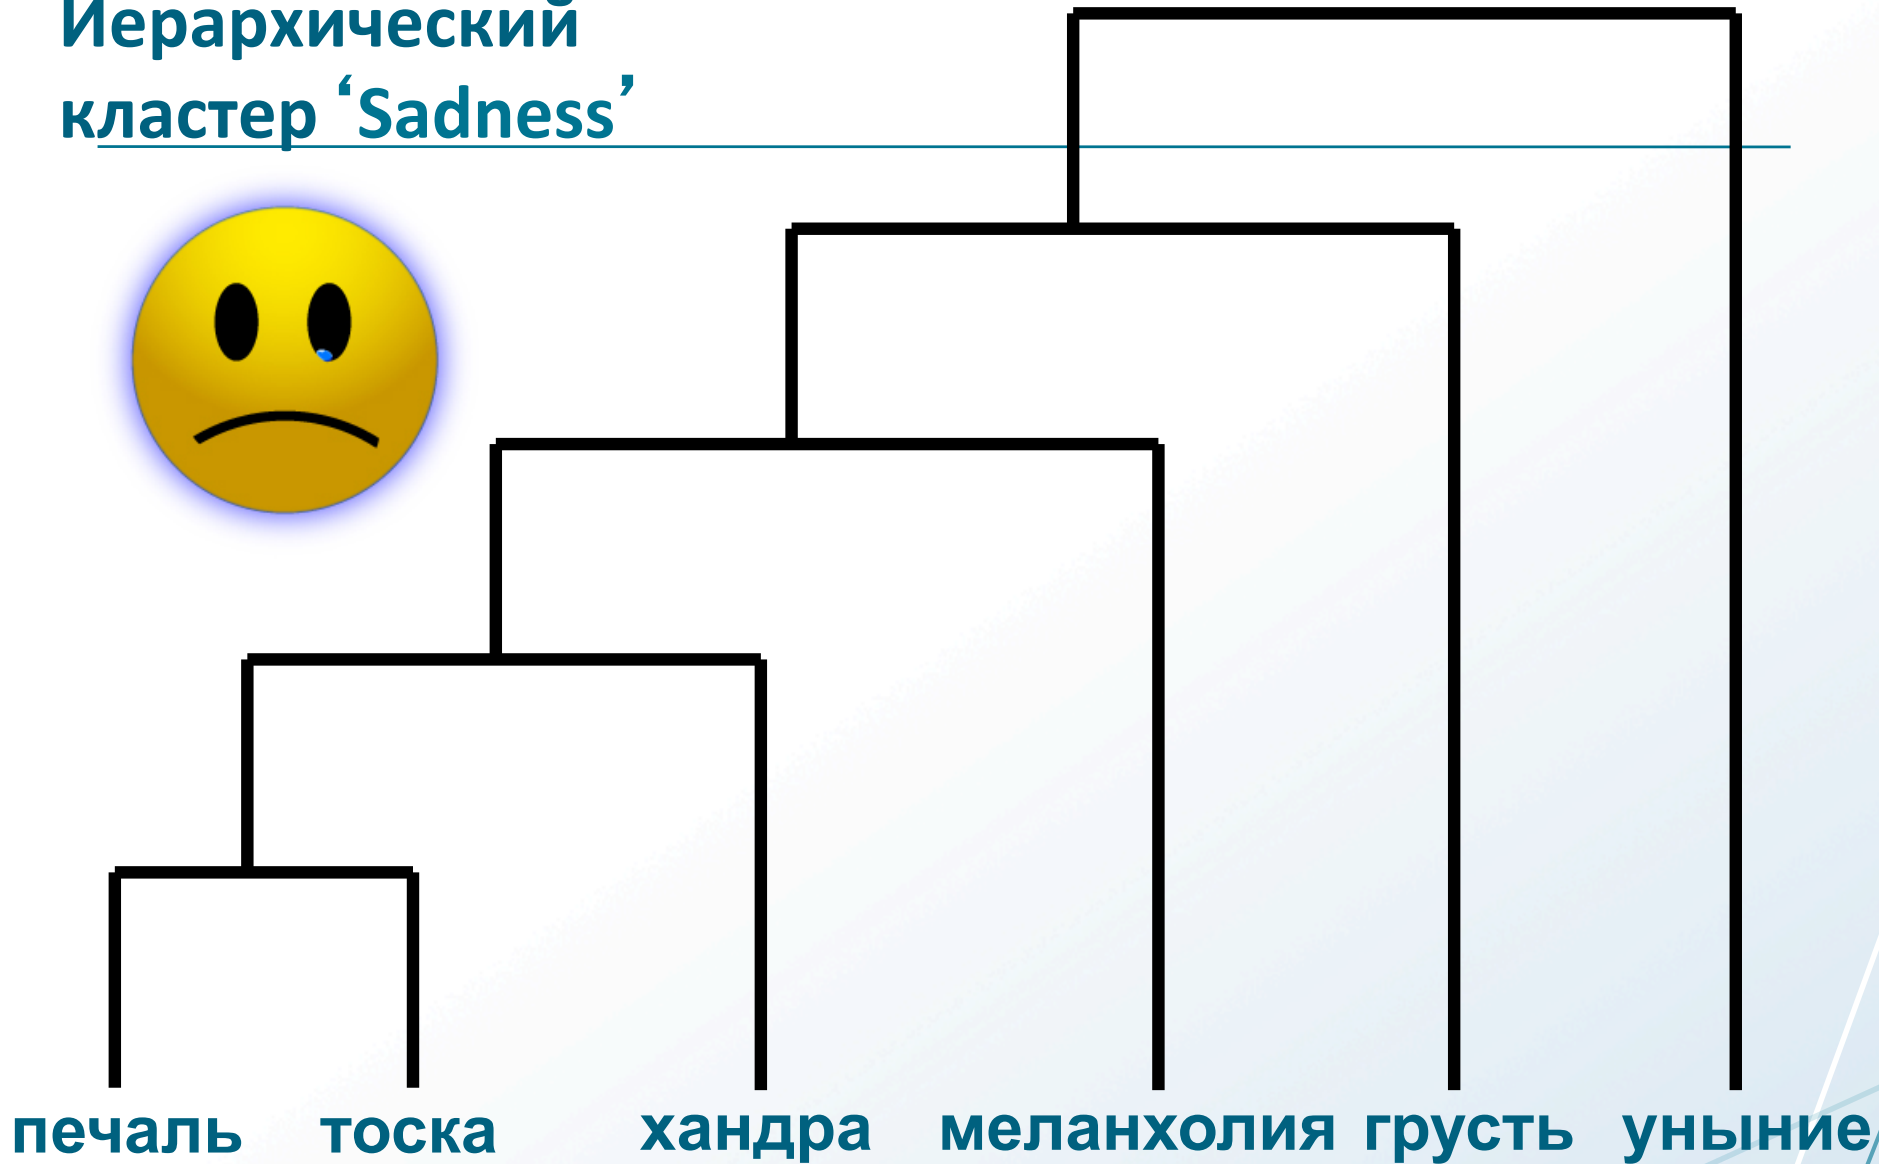 Иерархический
кластер ‘Sadness’
печаль тоска хандра меланхолия грусть уныние